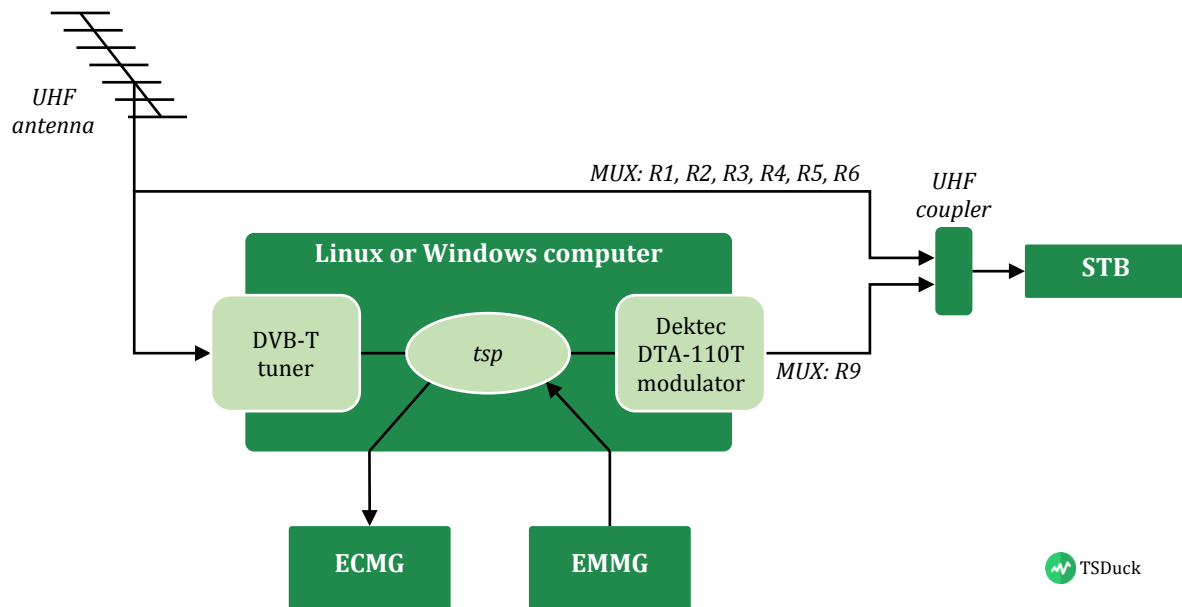 UHF
antenna
MUX: R1, R2, R3, R4, R5, R6
UHF
coupler
Linux or Windows computer
STB
DVB-T
tuner
tsp
Dektec
DTA-110T
modulator
MUX: R9
ECMG
EMMG
TSDuck